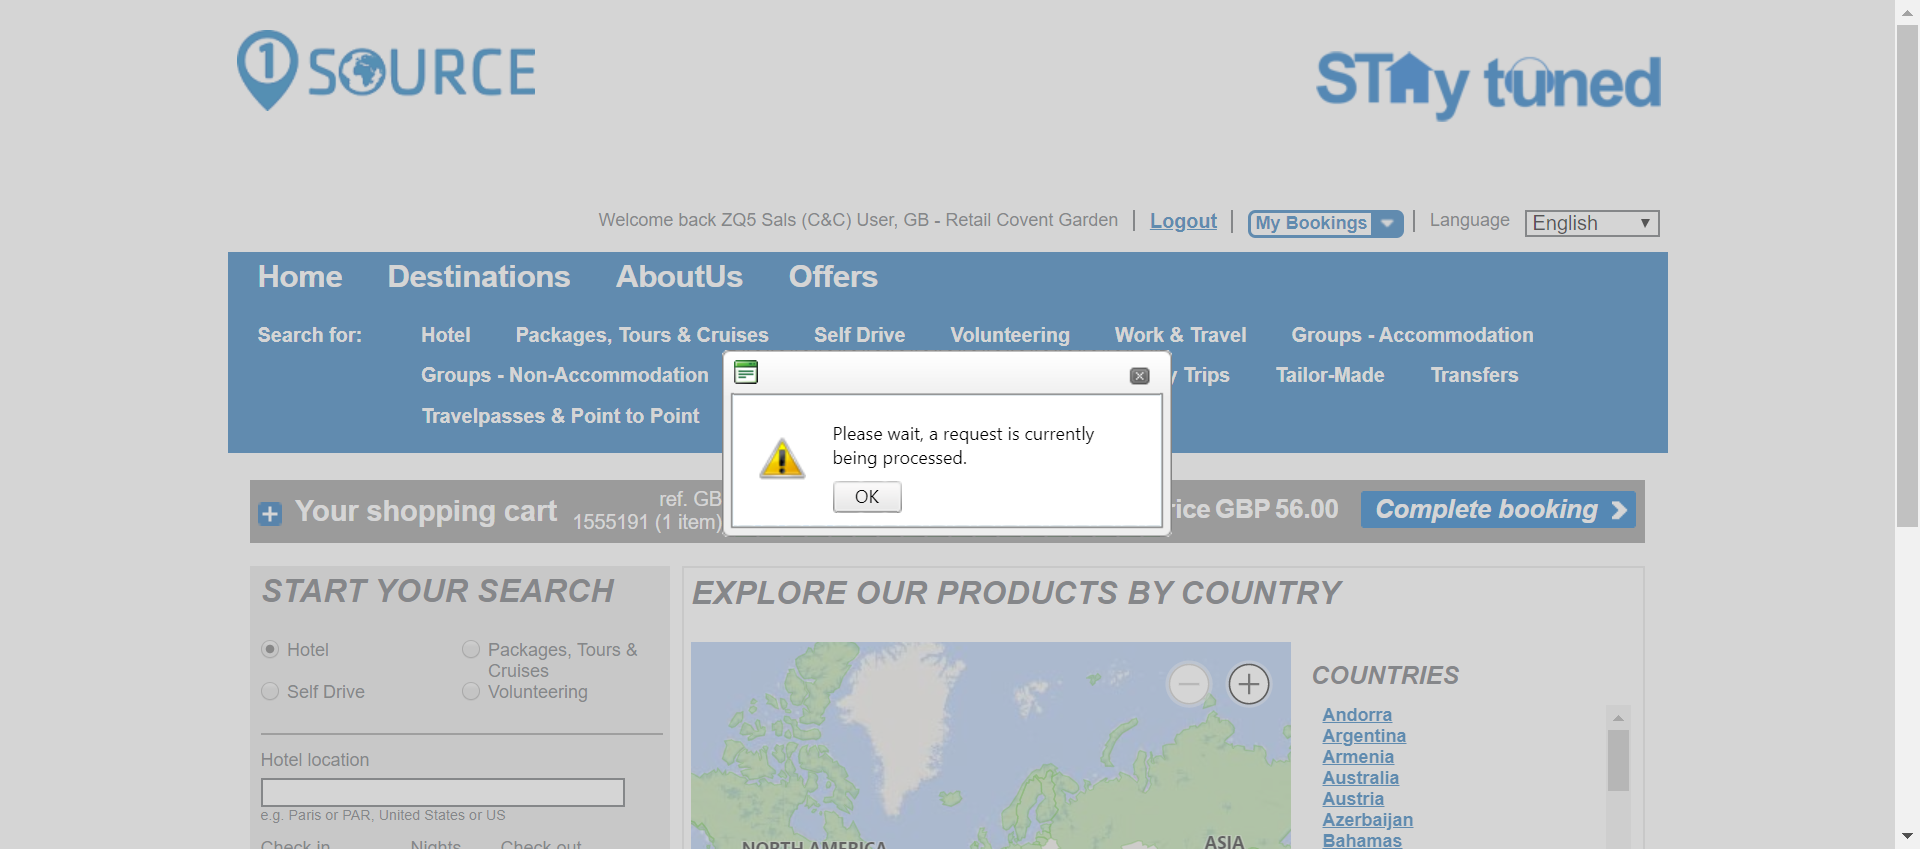 1 SOURCE
STAy tuned
Welcome back ZQ5 Sals (C&C) User, GB - Retail Covent Garden
Logout
My Bookings
Language
English
Home Destinations AboutUs Offers
Search for: Hotel Packages, Tours & Cruises Self Drive Volunteering Work & Travel Groups - Accommodation
Groups - Non-Accommodation Trips Tailor-Made Transfers
Travelpasses & Point to Point
Please wait, a request is currently
being processed.
OK
Your shopping cart
ref. GB
1555191 (1 item)
rice GBP 56.00
Complete booking
START YOUR SEARCH
Hotel
Packages, Tours &
Cruises
Self Drive
Volunteering
Hotel location
e.g. Paris or PAR, United States or US
Check in Nights Check out
EXPLORE OUR PRODUCTS BY COUNTRY
NORTH AMERICA
ASIA
COUNTRIES
Andorra
Argentina
Armenia
Australia
Austria
Azerbaijan
Bahamas